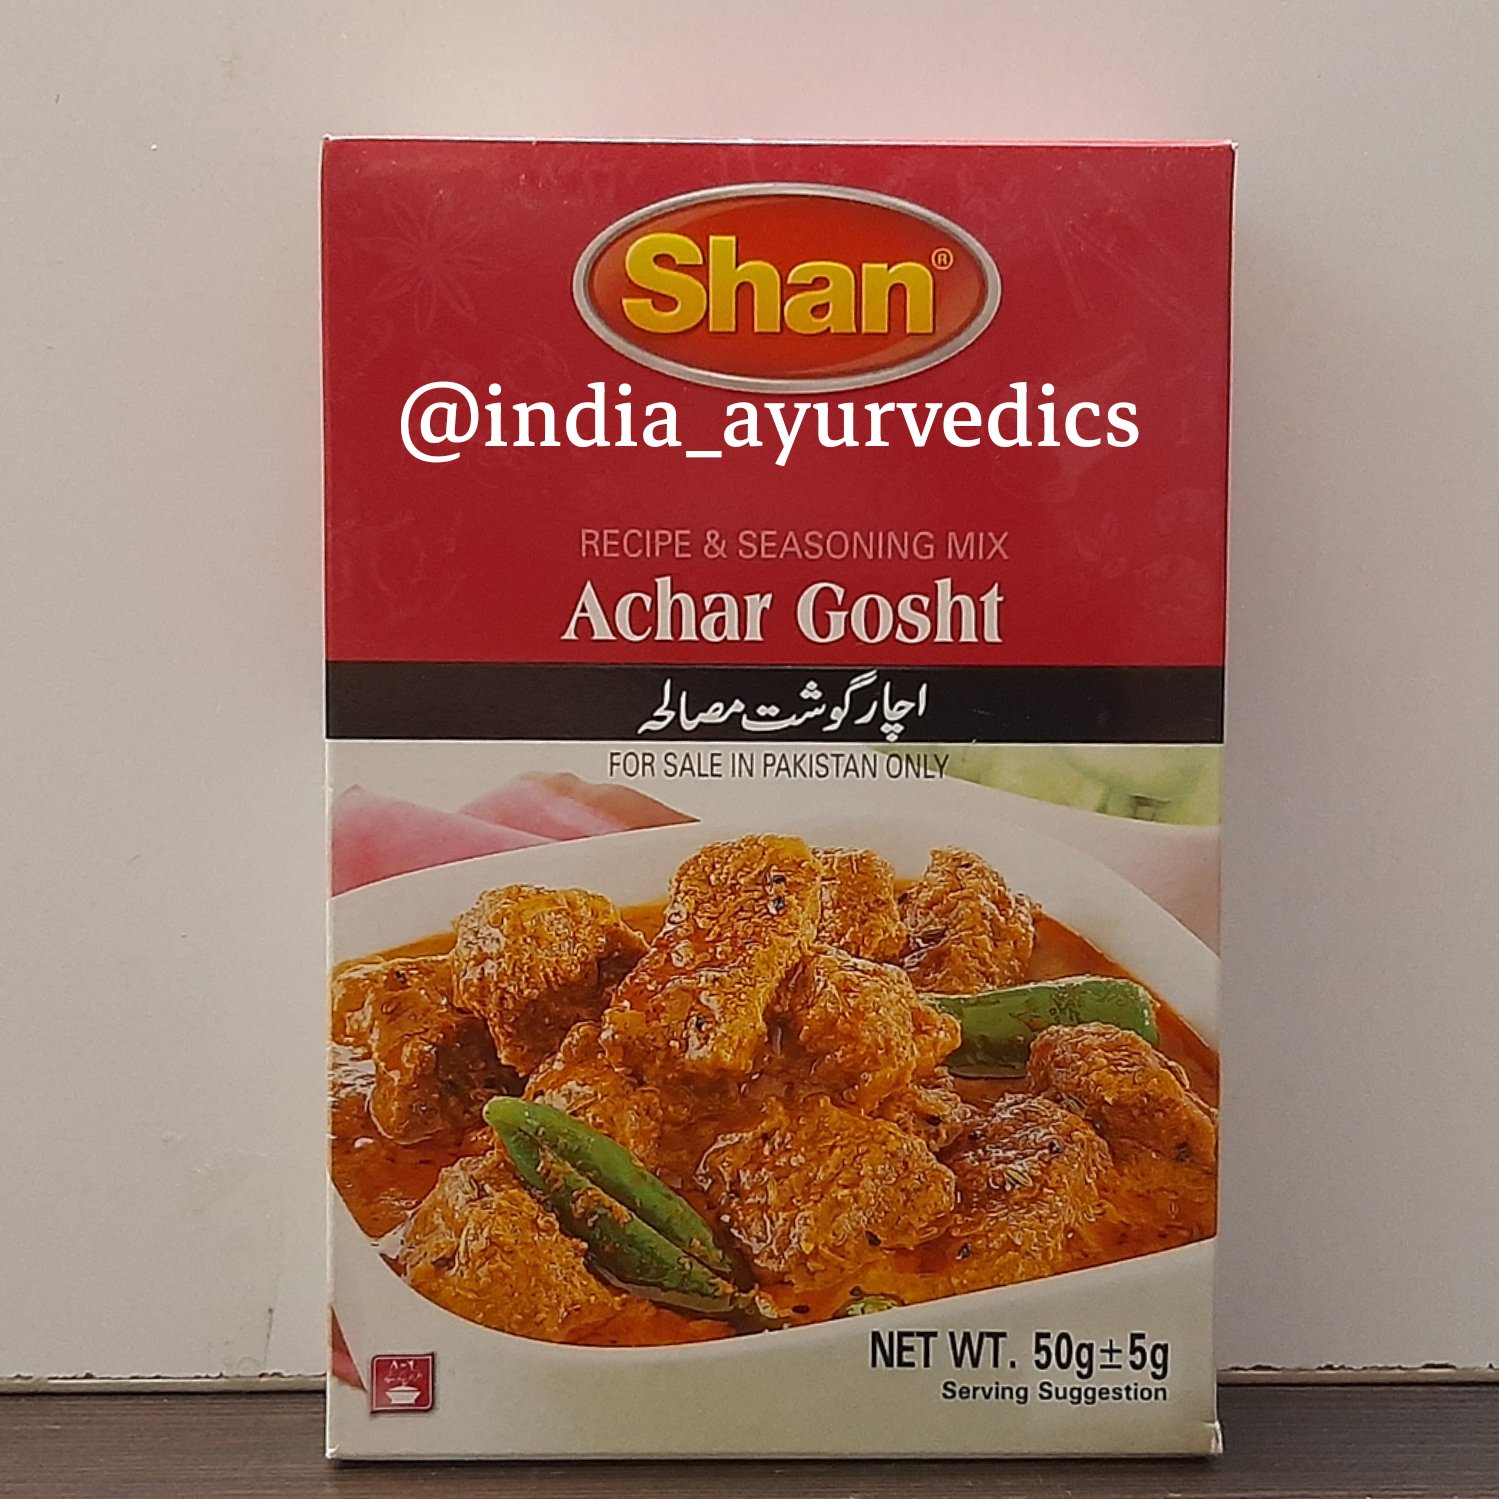 Shan®
@india_ayurvedics
RECIPE & SEASONING MIX
Achar Gosht
اچار گوشت مصالحہ
FOR SALE IN PAKISTAN ONLY
NET WT. 50g±5g
Serving Suggestion